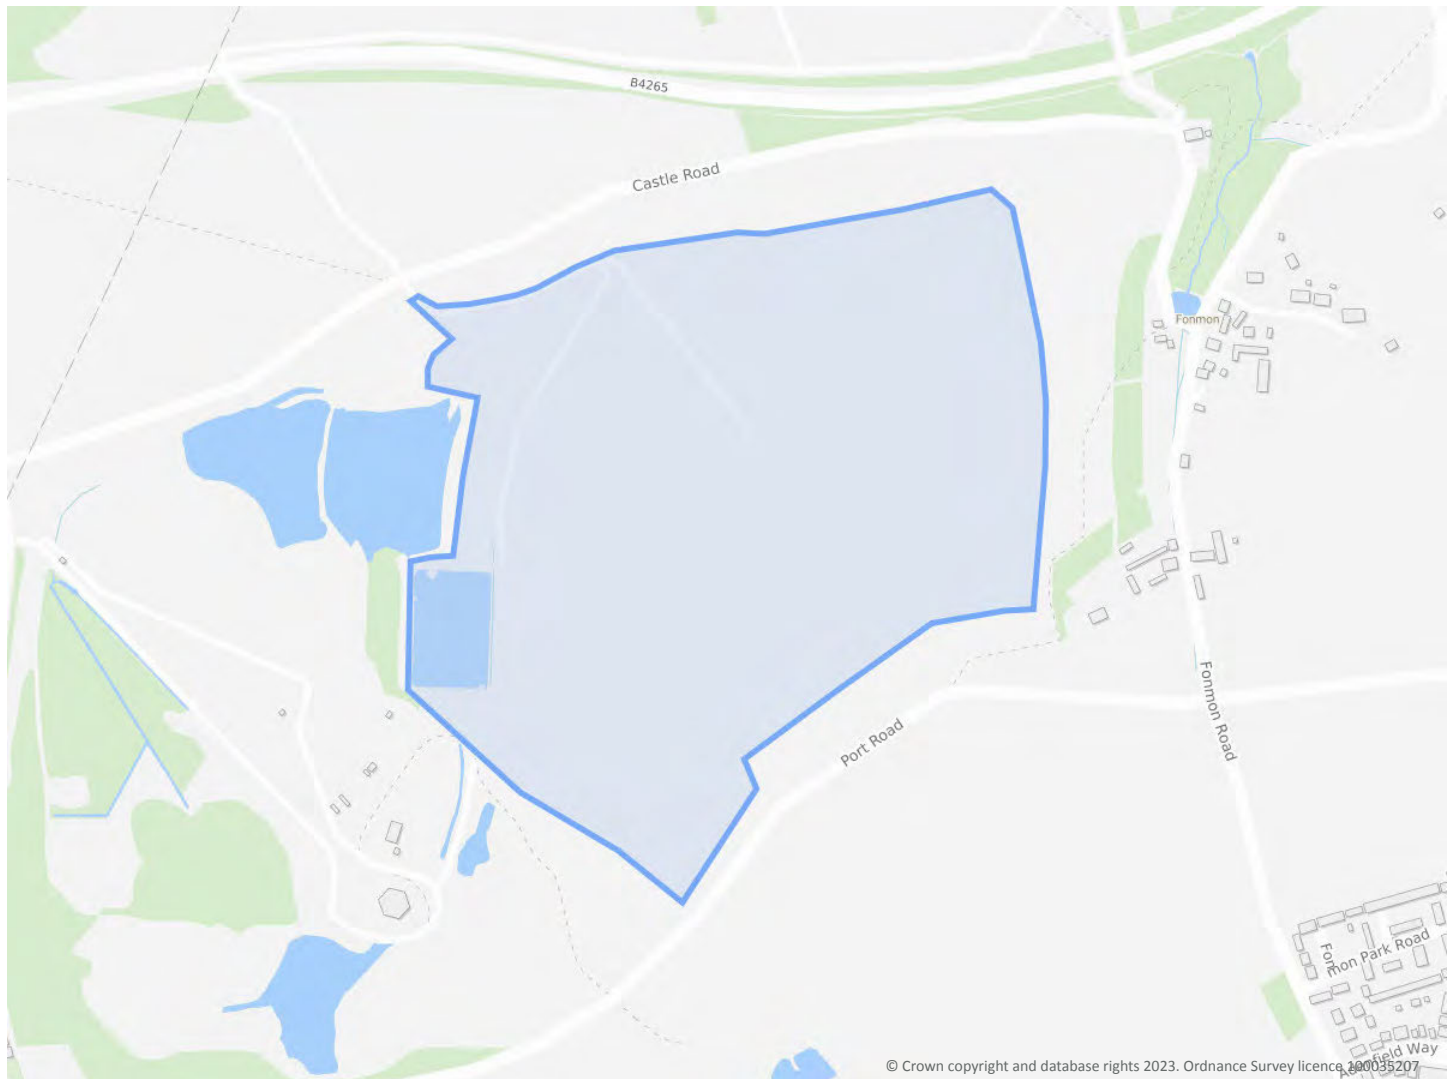 B4265
Castle Road
Fonmon
Port Road
Fonmon Road
Fonmon Park Road
© Crown copyright and database rights 2023. Ordnance Survey licence 100035207
Way